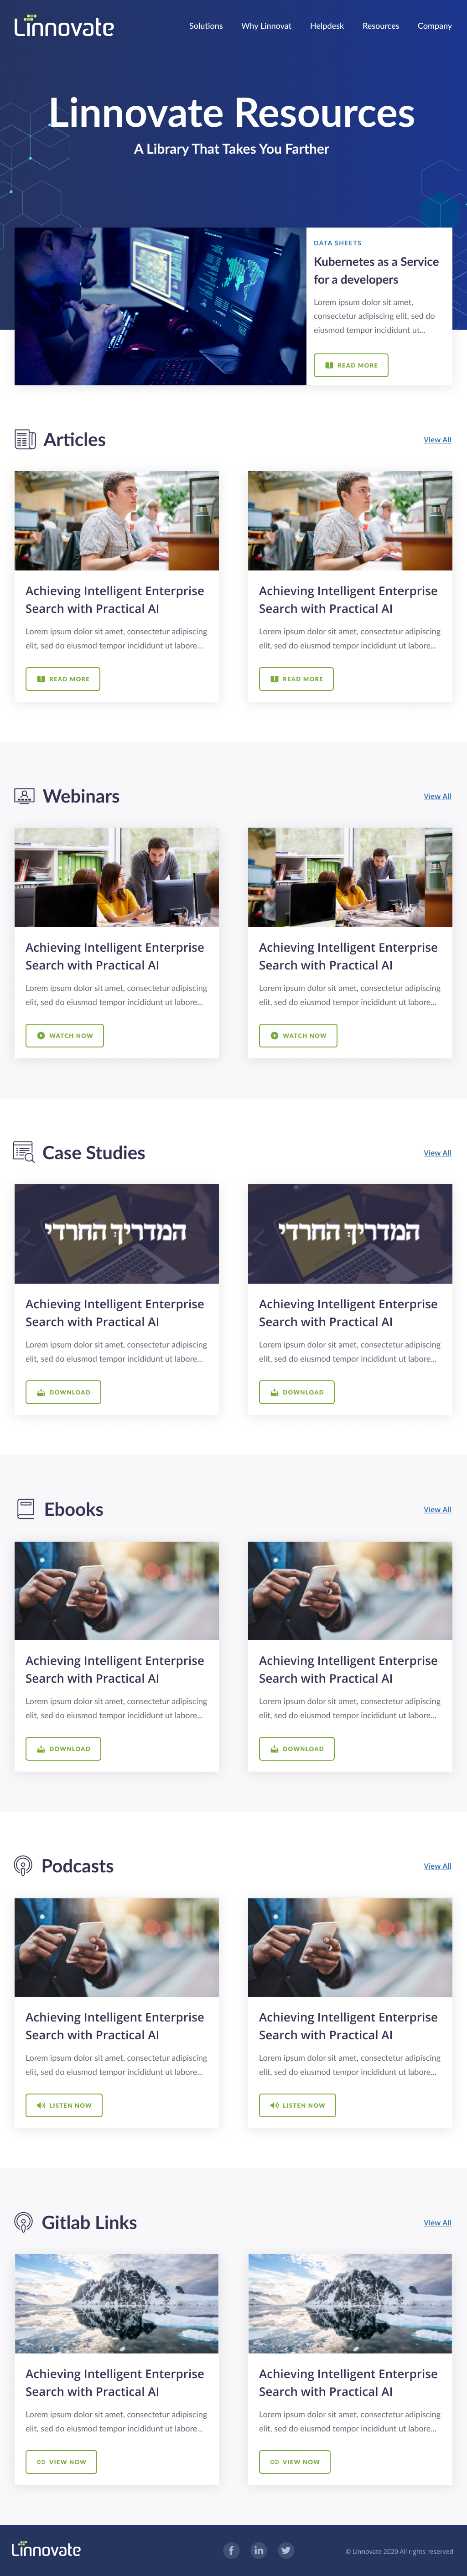 Linnovate
Solutions Why Linnovat Helpdesk Resources Company
Linnovate Resources
A Library That Takes You Farther
DATA SHEETS
Kubernetes as a Service
for a developers
Lorem ipsum dolor sit amet,
consectetur adipiscing elit, sed do
eiusmod tempor incididunt ut...
READ MORE
Articles
View All
Achieving Intelligent Enterprise
Search with Practical AI
Lorem ipsum dolor sit amet, consectetur adipiscing
elit, sed do eiusmod tempor incididunt ut labore...
READ MORE
Achieving Intelligent Enterprise
Search with Practical AI
Lorem ipsum dolor sit amet, consectetur adipiscing
elit, sed do eiusmod tempor incididunt ut labore...
READ MORE
Webinars
View All
Achieving Intelligent Enterprise
Search with Practical AI
Lorem ipsum dolor sit amet, consectetur adipiscing
elit, sed do eiusmod tempor incididunt ut labore...
WATCH NOW
Achieving Intelligent Enterprise
Search with Practical AI
Lorem ipsum dolor sit amet, consectetur adipiscing
elit, sed do eiusmod tempor incididunt ut labore...
WATCH NOW
Case Studies
View All
המדריך החרדי
Achieving Intelligent Enterprise
Search with Practical AI
Lorem ipsum dolor sit amet, consectetur adipiscing
elit, sed do eiusmod tempor incididunt ut labore...
DOWNLOAD
המדריך החרדי
Achieving Intelligent Enterprise
Search with Practical AI
Lorem ipsum dolor sit amet, consectetur adipiscing
elit, sed do eiusmod tempor incididunt ut labore...
DOWNLOAD
Ebooks
View All
Achieving Intelligent Enterprise
Search with Practical AI
Lorem ipsum dolor sit amet, consectetur adipiscing
elit, sed do eiusmod tempor incididunt ut labore...
DOWNLOAD
Achieving Intelligent Enterprise
Search with Practical AI
Lorem ipsum dolor sit amet, consectetur adipiscing
elit, sed do eiusmod tempor incididunt ut labore...
DOWNLOAD
Podcasts
View All
Achieving Intelligent Enterprise
Search with Practical AI
Lorem ipsum dolor sit amet, consectetur adipiscing
elit, sed do eiusmod tempor incididunt ut labore...
LISTEN NOW
Achieving Intelligent Enterprise
Search with Practical AI
Lorem ipsum dolor sit amet, consectetur adipiscing
elit, sed do eiusmod tempor incididunt ut labore...
LISTEN NOW
Gitlab Links
View All
Achieving Intelligent Enterprise
Search with Practical AI
Lorem ipsum dolor sit amet, consectetur adipiscing
elit, sed do eiusmod tempor incididunt ut labore...
VIEW NOW
Achieving Intelligent Enterprise
Search with Practical AI
Lorem ipsum dolor sit amet, consectetur adipiscing
elit, sed do eiusmod tempor incididunt ut labore...
VIEW NOW
Linnovate
© Linnovate 2020 All rights reserved